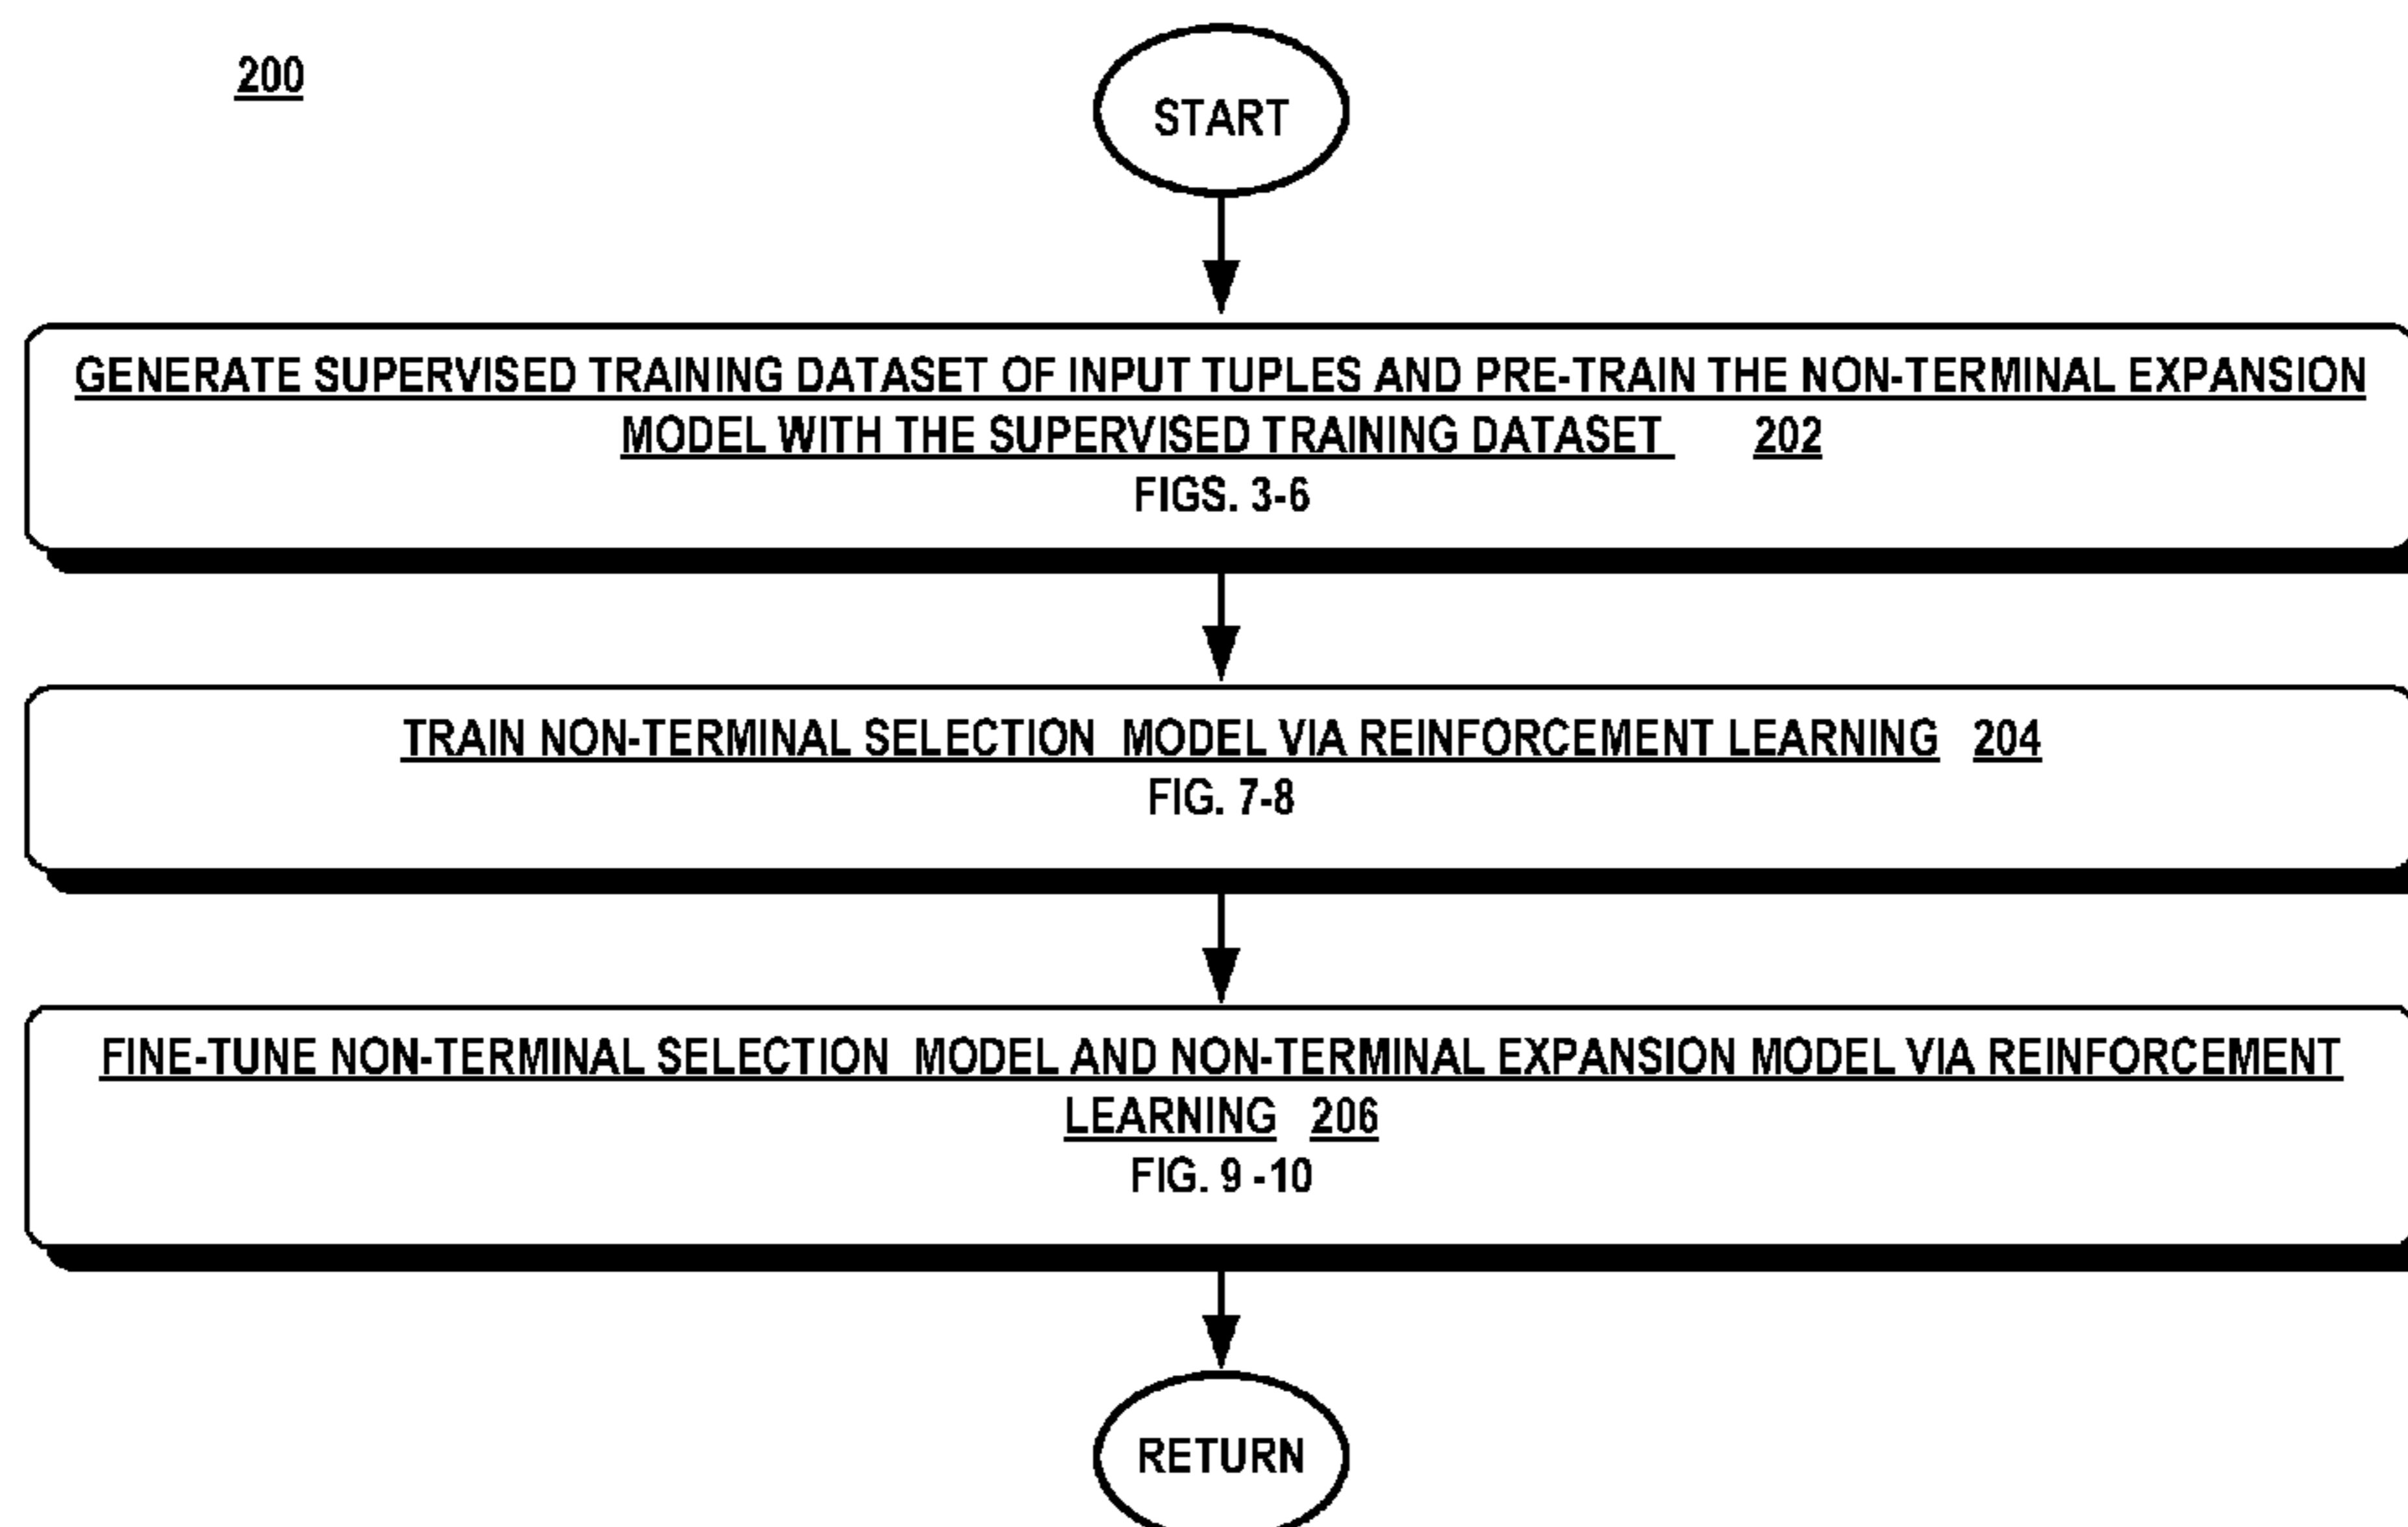 200
START
GENERATE SUPERVISED TRAINING DATASET OF INPUT TUPLES AND PRE-TRAIN THE NON-TERMINAL EXPANSION
MODEL WITH THE SUPERVISED TRAINING DATASET 202
FIGS. 3-6
TRAIN NON-TERMINAL SELECTION MODEL VIA REINFORCEMENT LEARNING 204
FIG. 7-8
FINE-TUNE NON-TERMINAL SELECTION MODEL AND NON-TERMINAL EXPANSION MODEL VIA REINFORCEMENT
LEARNING 206
FIG. 9 -10
RETURN